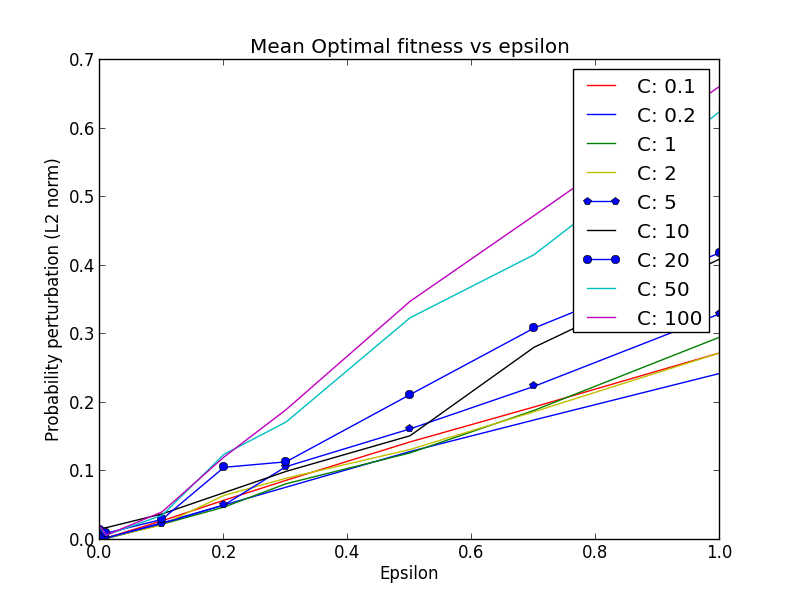 Mean Optimal fitness vs epsilon
0.7
0.6
0.5
0.4
0.3
0.2
0.1
0.0
Probability perturbation (L2 norm)
C: 0.1
C: 0.2
C: 1
C: 2
C: 5
C: 10
C: 20
C: 50
C: 100
0.0 0.2 0.4 0.6 0.8 1.0
Epsilon